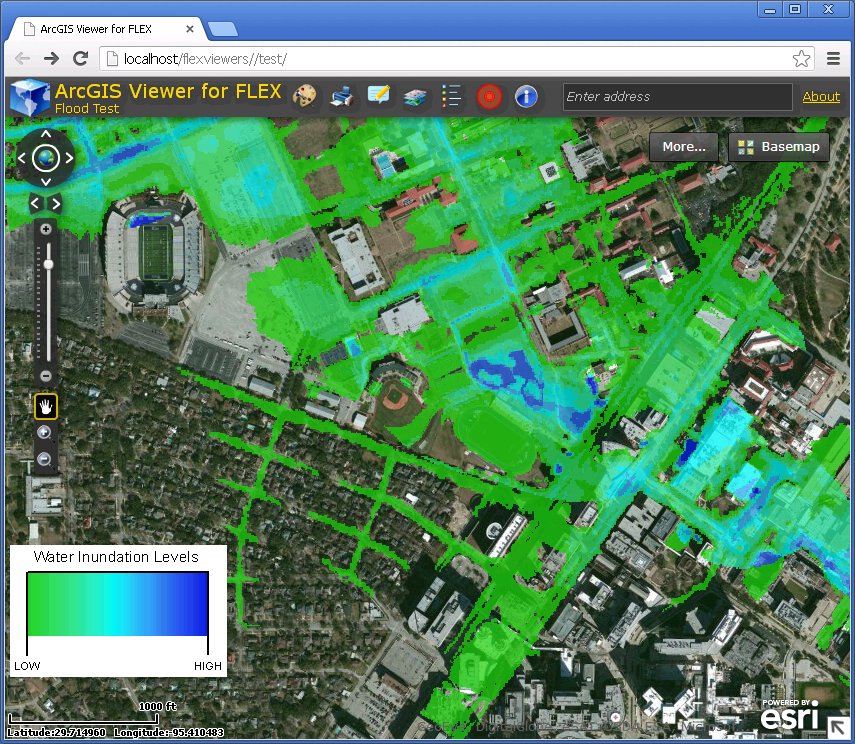 ArcGIS Viewer for FLEX
localhost/flexviewers//test/
ArcGIS Viewer for FLEX
Flood Test
Enter address
About
More...
Basemap
Water Inundation Levels
LOW
HIGH
1000 ft
Latitude:29.714960 Longitude:-95.410483
POWERED BY
esri